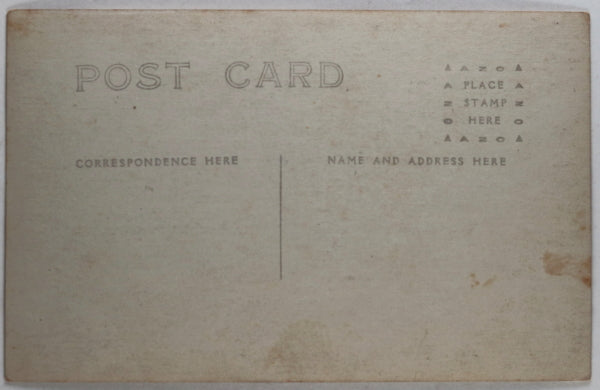 POST CARD
▲ AZO ▲
A PLACE A
Z STAMP Z
O HERE O
▲ AZO ▲
CORRESPONDENCE HERE
NAME AND ADDRESS HERE